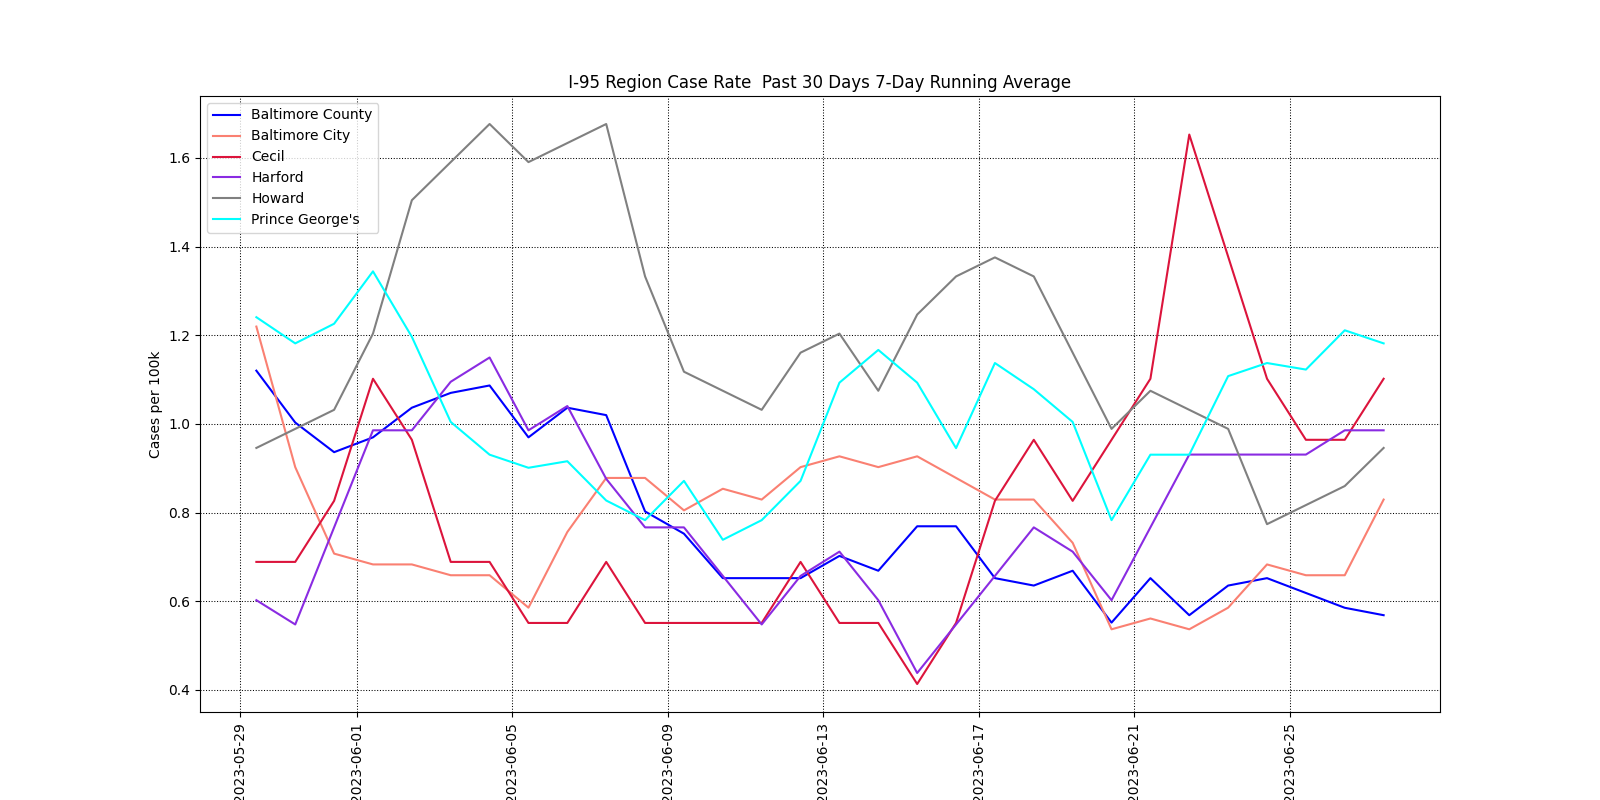 I-95 Region Case Rate  Past 30 Days 7-Day Running Average
Baltimore County
Baltimore City
Cecil
Harford
Howard
Prince George's
Cases per 100k
1.6
1.4
1.2
1.0
0.8
0.6
0.4
2023-05-29
2023-06-01
2023-06-05
2023-06-09
2023-06-13
2023-06-17
2023-06-21
2023-06-25